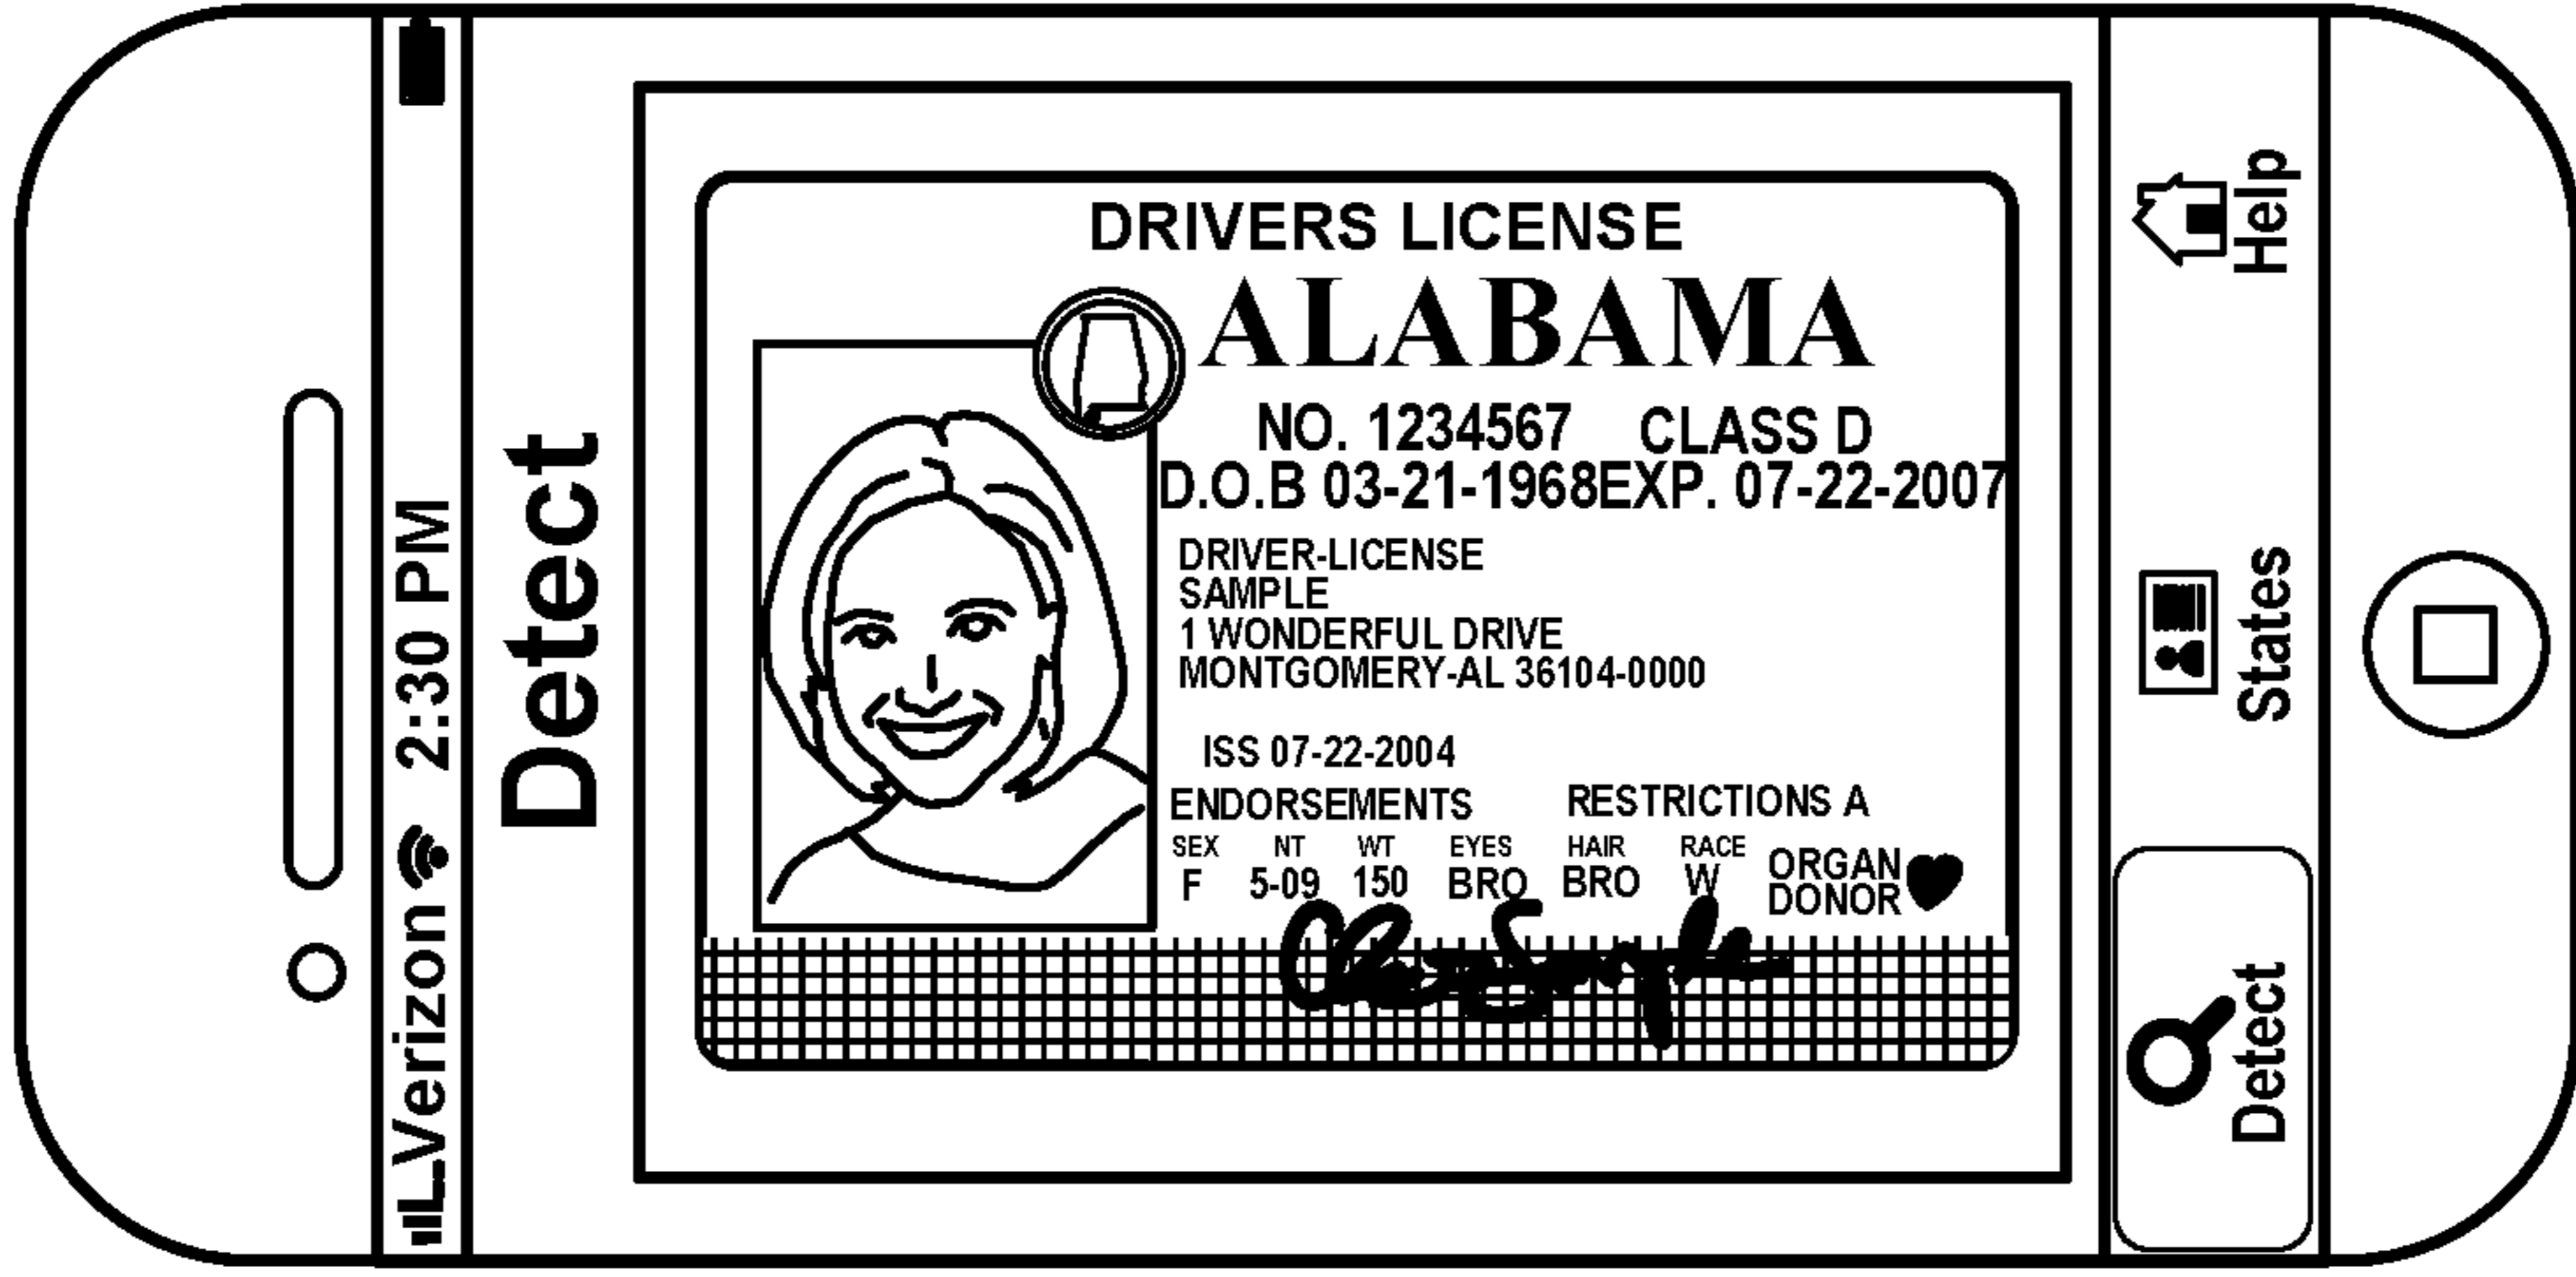 Verizon 2:30 PM
Detect
DRIVERS LICENSE
ALABAMA
NO. 1234567 CLASS D
D.O.B 03-21-1968EXP. 07-22-2007
DRIVER-LICENSE
SAMPLE
1 WONDERFUL DRIVE
MONTGOMERY-AL 36104-0000
ISS 07-22-2004
ENDORSEMENTS RESTRICTIONS A
SEX NT WT EYES HAIR RACE
F 5-09 150 BRO BRO W
ORGAN
DONOR
Detect States Help